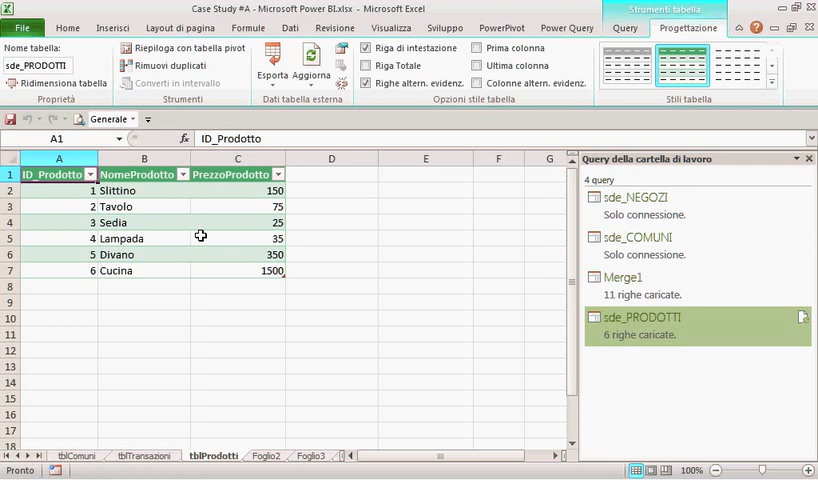 Case Study #A - Microsoft Power BI.xlsx - Microsoft Excel
Strumenti tabella
File Home Inserisci Layout di pagina Formule Dati Revisione Visualizza Sviluppo PowerPivot Power Query Query Progettazione
Nome tabella:
sde_PRODOTTI
Ridimensiona tabella
Proprietà
Riepiloga con tabella pivot
Rimuovi duplicati
Converti in intervallo
Strumenti
Esporta
Aggiorna
Dati tabella esterna
Riga di intestazione
Riga Totale
Righe altern. evidenz.
Prima colonna
Ultima colonna
Colonne altern. evidenz.
Opzioni stile tabella
Stili tabella
Generale
A1
fx
ID_Prodotto
A B C D E F G
1 ID_Prodotto NomeProdotto PrezzoProdotto
2 1 Slittino 150
3 2 Tavolo 75
4 3 Sedia 25
5 4 Lampada 35
6 5 Divano 350
7 6 Cucina 1500
8
9
10
11
12
13
14
15
16
17
18
Query della cartella di lavoro
4 query
sde_NEGOZI
Solo connessione.
sde_COMUNI
Solo connessione.
Merge1
11 righe caricate.
sde_PRODOTTI
6 righe caricate.
tblComuni tblTransazioni tblProdotti Foglio2 Foglio3
Pronto
100%